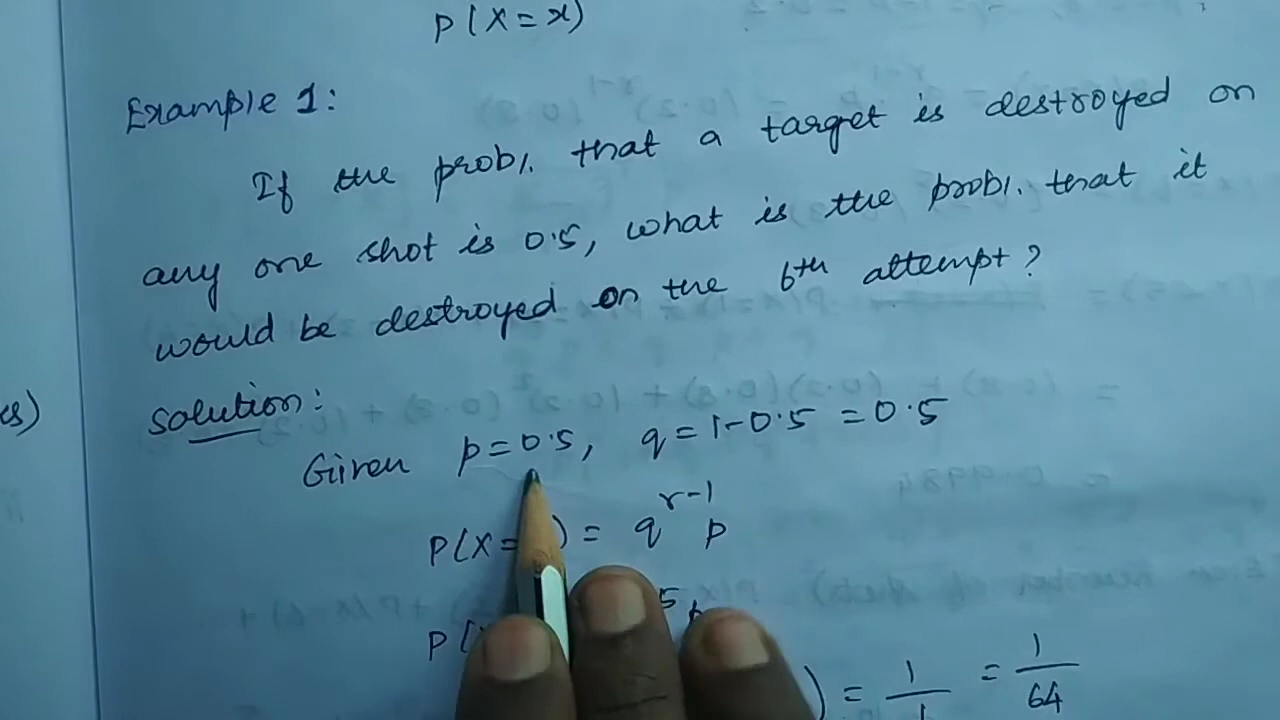 P(X=x)
Example 1:
If the probl. that a target is destroyed on
any one shot is 0.5, what is the probl. that it
would be destroyed on the 6th attempt?
Solution:
Given p=0.5, q=1-0.5=0.5
P(X= ) = q^{r-1} p
P( 5
) = 1 = 1/64